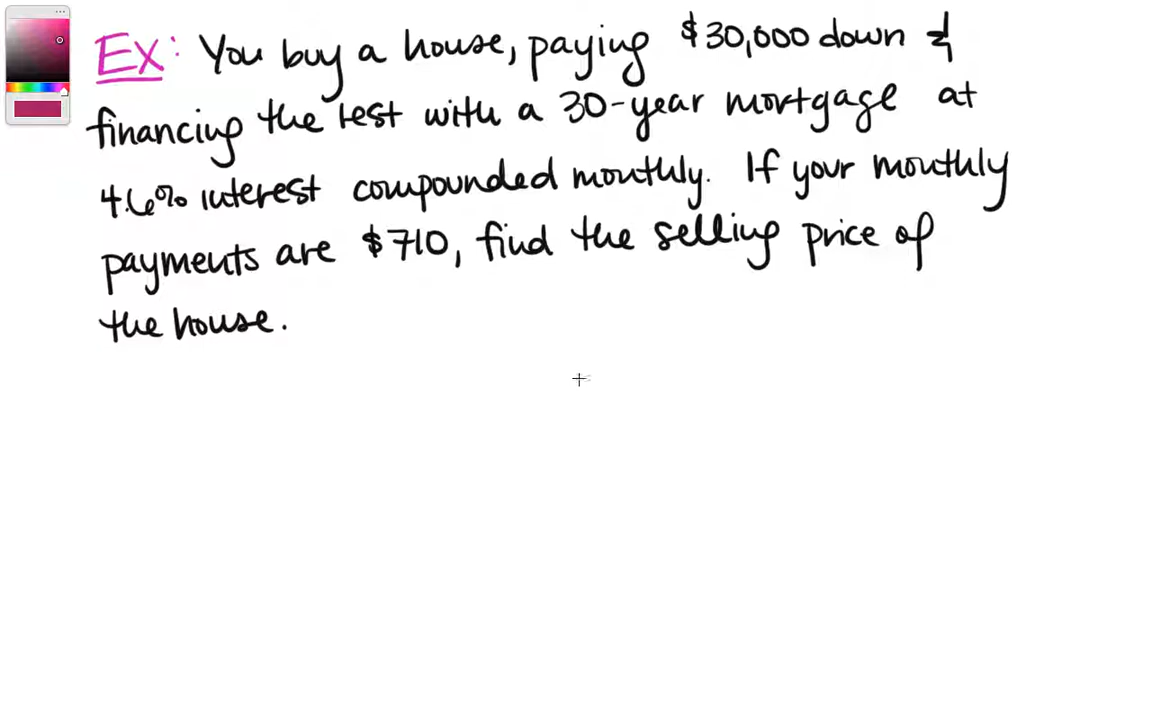 Ex: You buy a house, paying $30,000 down &
financing the rest with a 30-year mortgage at
4.6% interest compounded monthly. If your monthly
payments are $710, find the selling price of
the house.